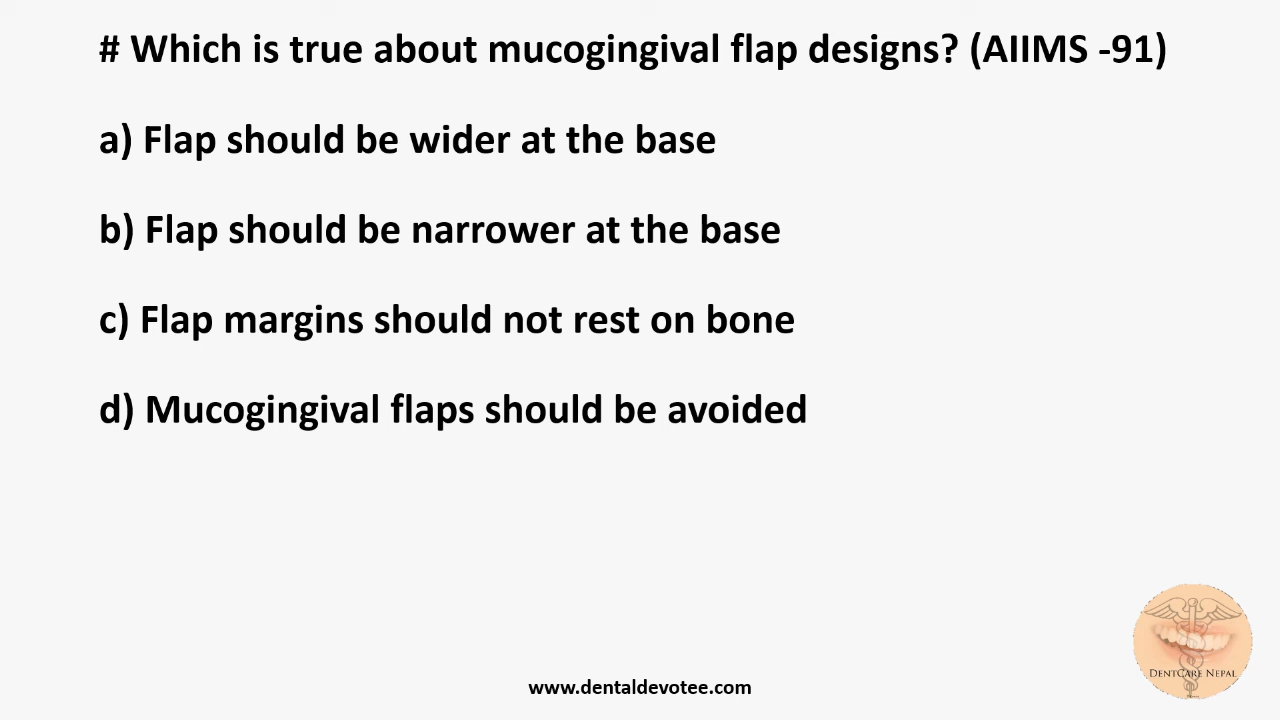 # Which is true about mucogingival flap designs? (AIIMS -91)
a) Flap should be wider at the base
b) Flap should be narrower at the base
c) Flap margins should not rest on bone
d) Mucogingival flaps should be avoided
DENTCARE NEPAL
www.dentaldevotee.com